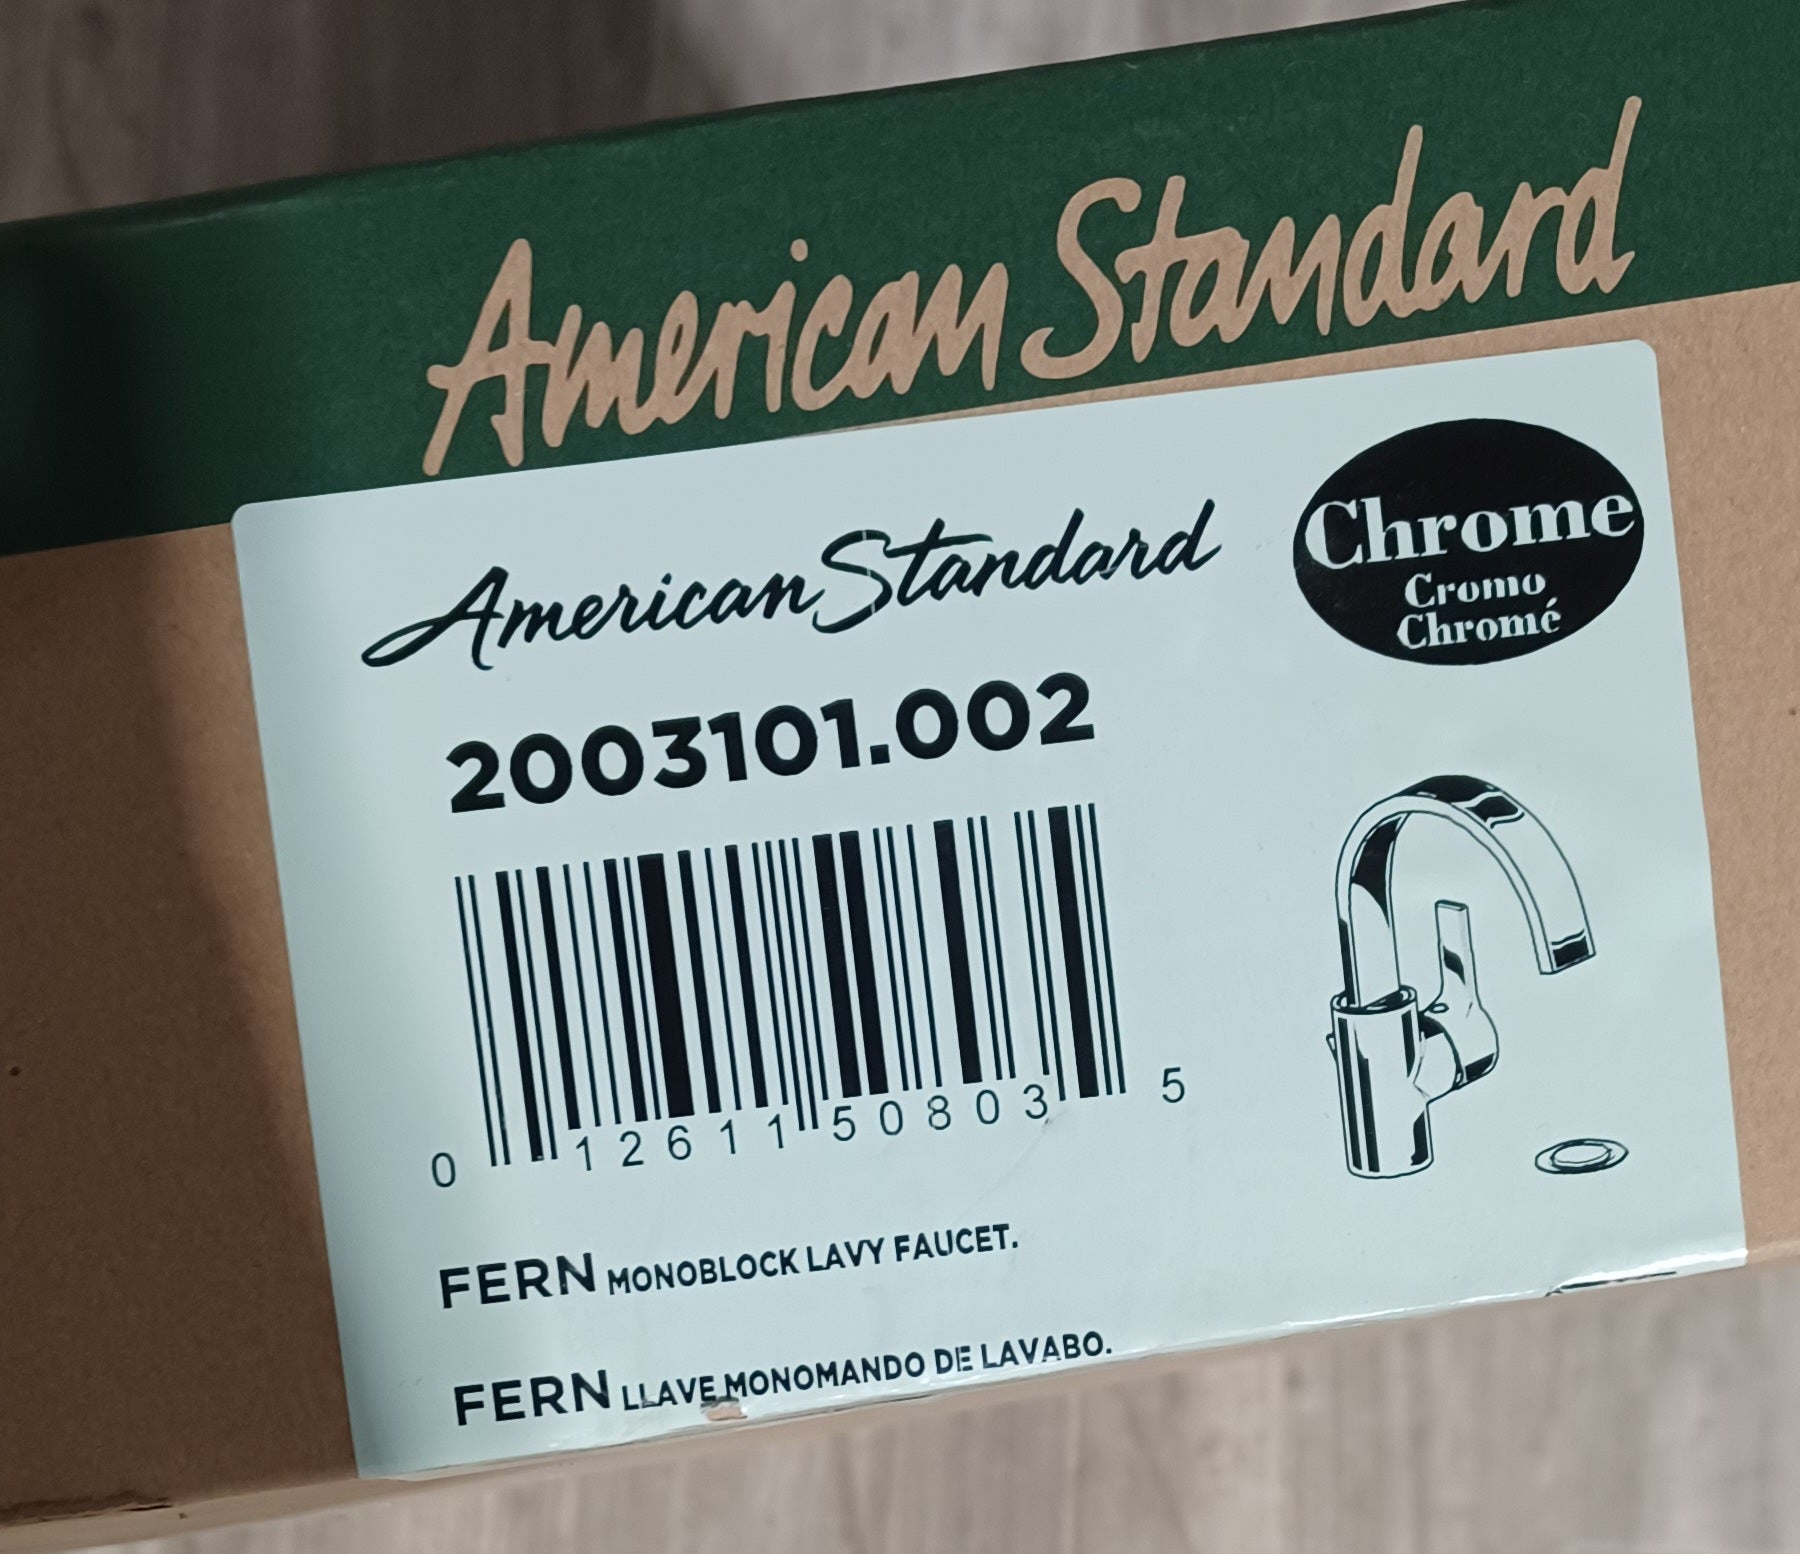 American Standard
American Standard
Chrome
Cromo
Chromé
2003101.002
0 12611 50803 5
FERN MONOBLOCK LAVY FAUCET.
FERN LLAVE MONOMANDO DE LAVABO.